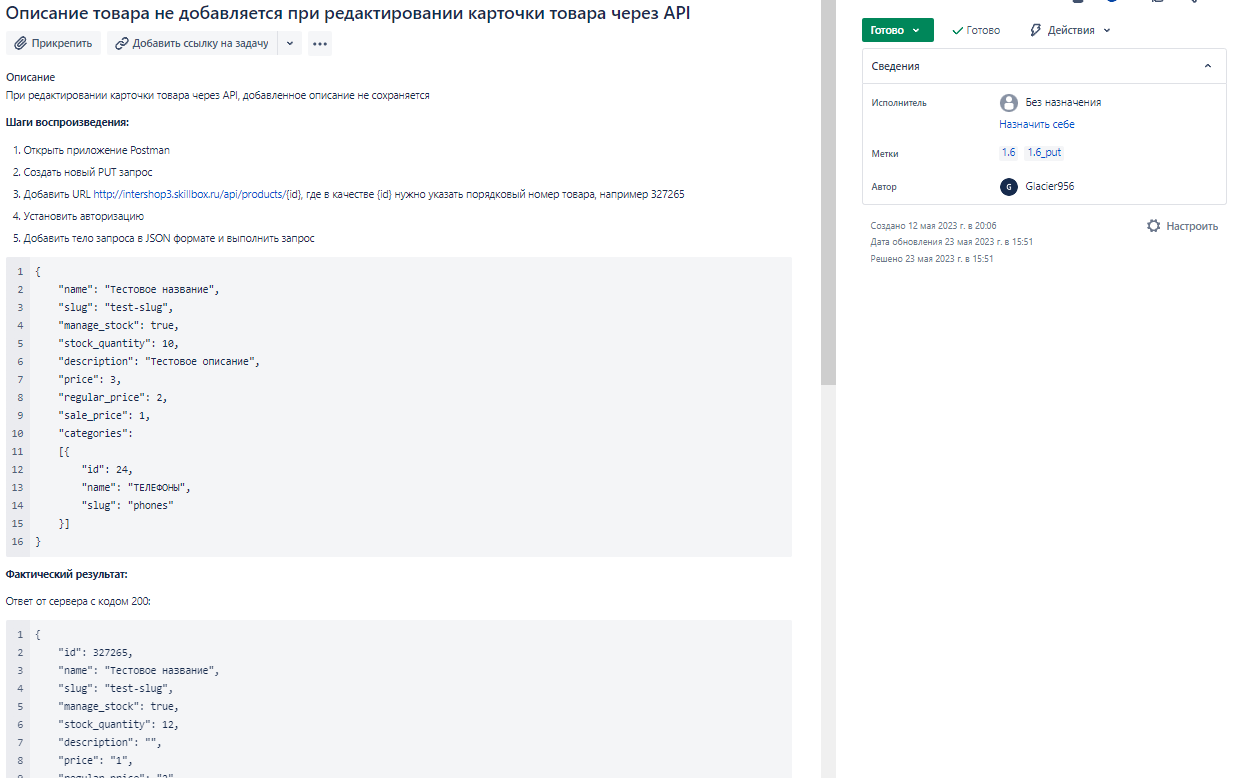 Описание товара не добавляется при редактировании карточки товара через API
Прикрепить
Добавить ссылку на задачу
Описание
При редактировании карточки товара через API, добавленное описание не сохраняется
Шаги воспроизведения:
1. Открыть приложение Postman
2. Создать новый PUT запрос
3. Добавить URL http://intershop3.skillbox.ru/api/products/{id}, где в качестве {id} нужно указать порядковый номер товара, например 327265
4. Установить авторизацию
5. Добавить тело запроса в JSON формате и выполнить запрос
1 {
2 "name": "Тестовое название",
3 "slug": "test-slug",
4 "manage_stock": true,
5 "stock_quantity": 10,
6 "description": "Тестовое описание",
7 "price": 3,
8 "regular_price": 2,
9 "sale_price": 1,
10 "categories":
11 [{
12 "id": 24,
13 "name": "ТЕЛЕФОНЫ",
14 "slug": "phones"
15 }]
16 }
Фактический результат:
Ответ от сервера с кодом 200:
1 {
2 "id": 327265,
3 "name": "Тестовое название",
4 "slug": "test-slug",
5 "manage_stock": true,
6 "stock_quantity": 12,
7 "description": "",
8 "price": "1",
Готово
Готово
Действия
Сведения
Исполнитель
Без назначения
Назначить себе
Метки
1.6 1.6_put
Автор
G Glacier956
Создано 12 мая 2023 г. в 20:06
Дата обновления 23 мая 2023 г. в 15:51
Решено 23 мая 2023 г. в 15:51
Настроить